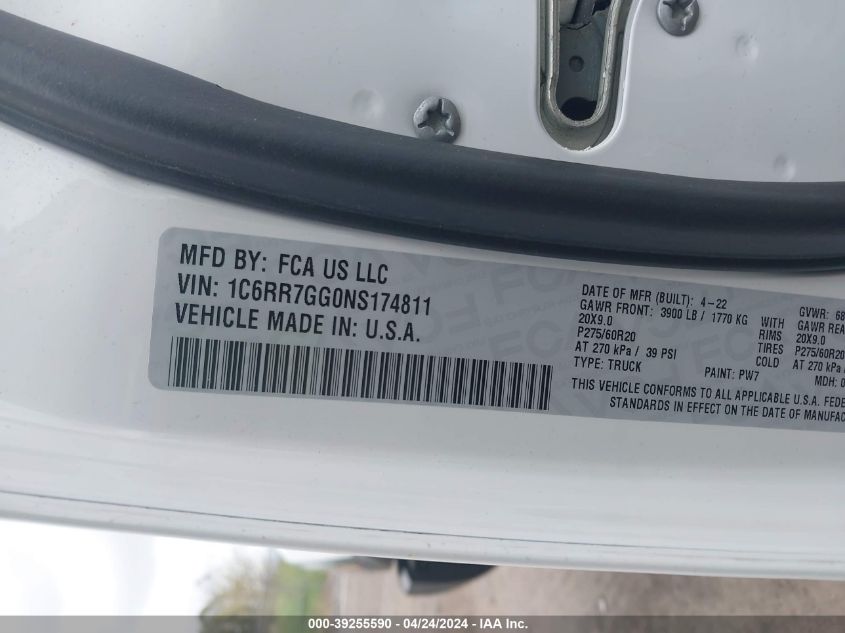 MFD BY: FCA US LLC
VIN: 1C6RR7GG0NS174811
VEHICLE MADE IN: U.S.A.
DATE OF MFR (BUILT): 4-22 GVWR: 68
GAWR FRONT: 3900 LB / 1770 KG WITH GAWR REA
20X9.0 RIMS 20X9.0
P275/60R20 TIRES P275/60R20
AT 270 kPa / 39 PSI COLD AT 270 kPa
TYPE: TRUCK PAINT: PW7 MDH: 0
THIS VEHICLE CONFORMS TO ALL APPLICABLE U.S.A. FEDE
STANDARDS IN EFFECT ON THE DATE OF MANUFAC
000-39255590 - 04/24/2024 - IAA Inc.